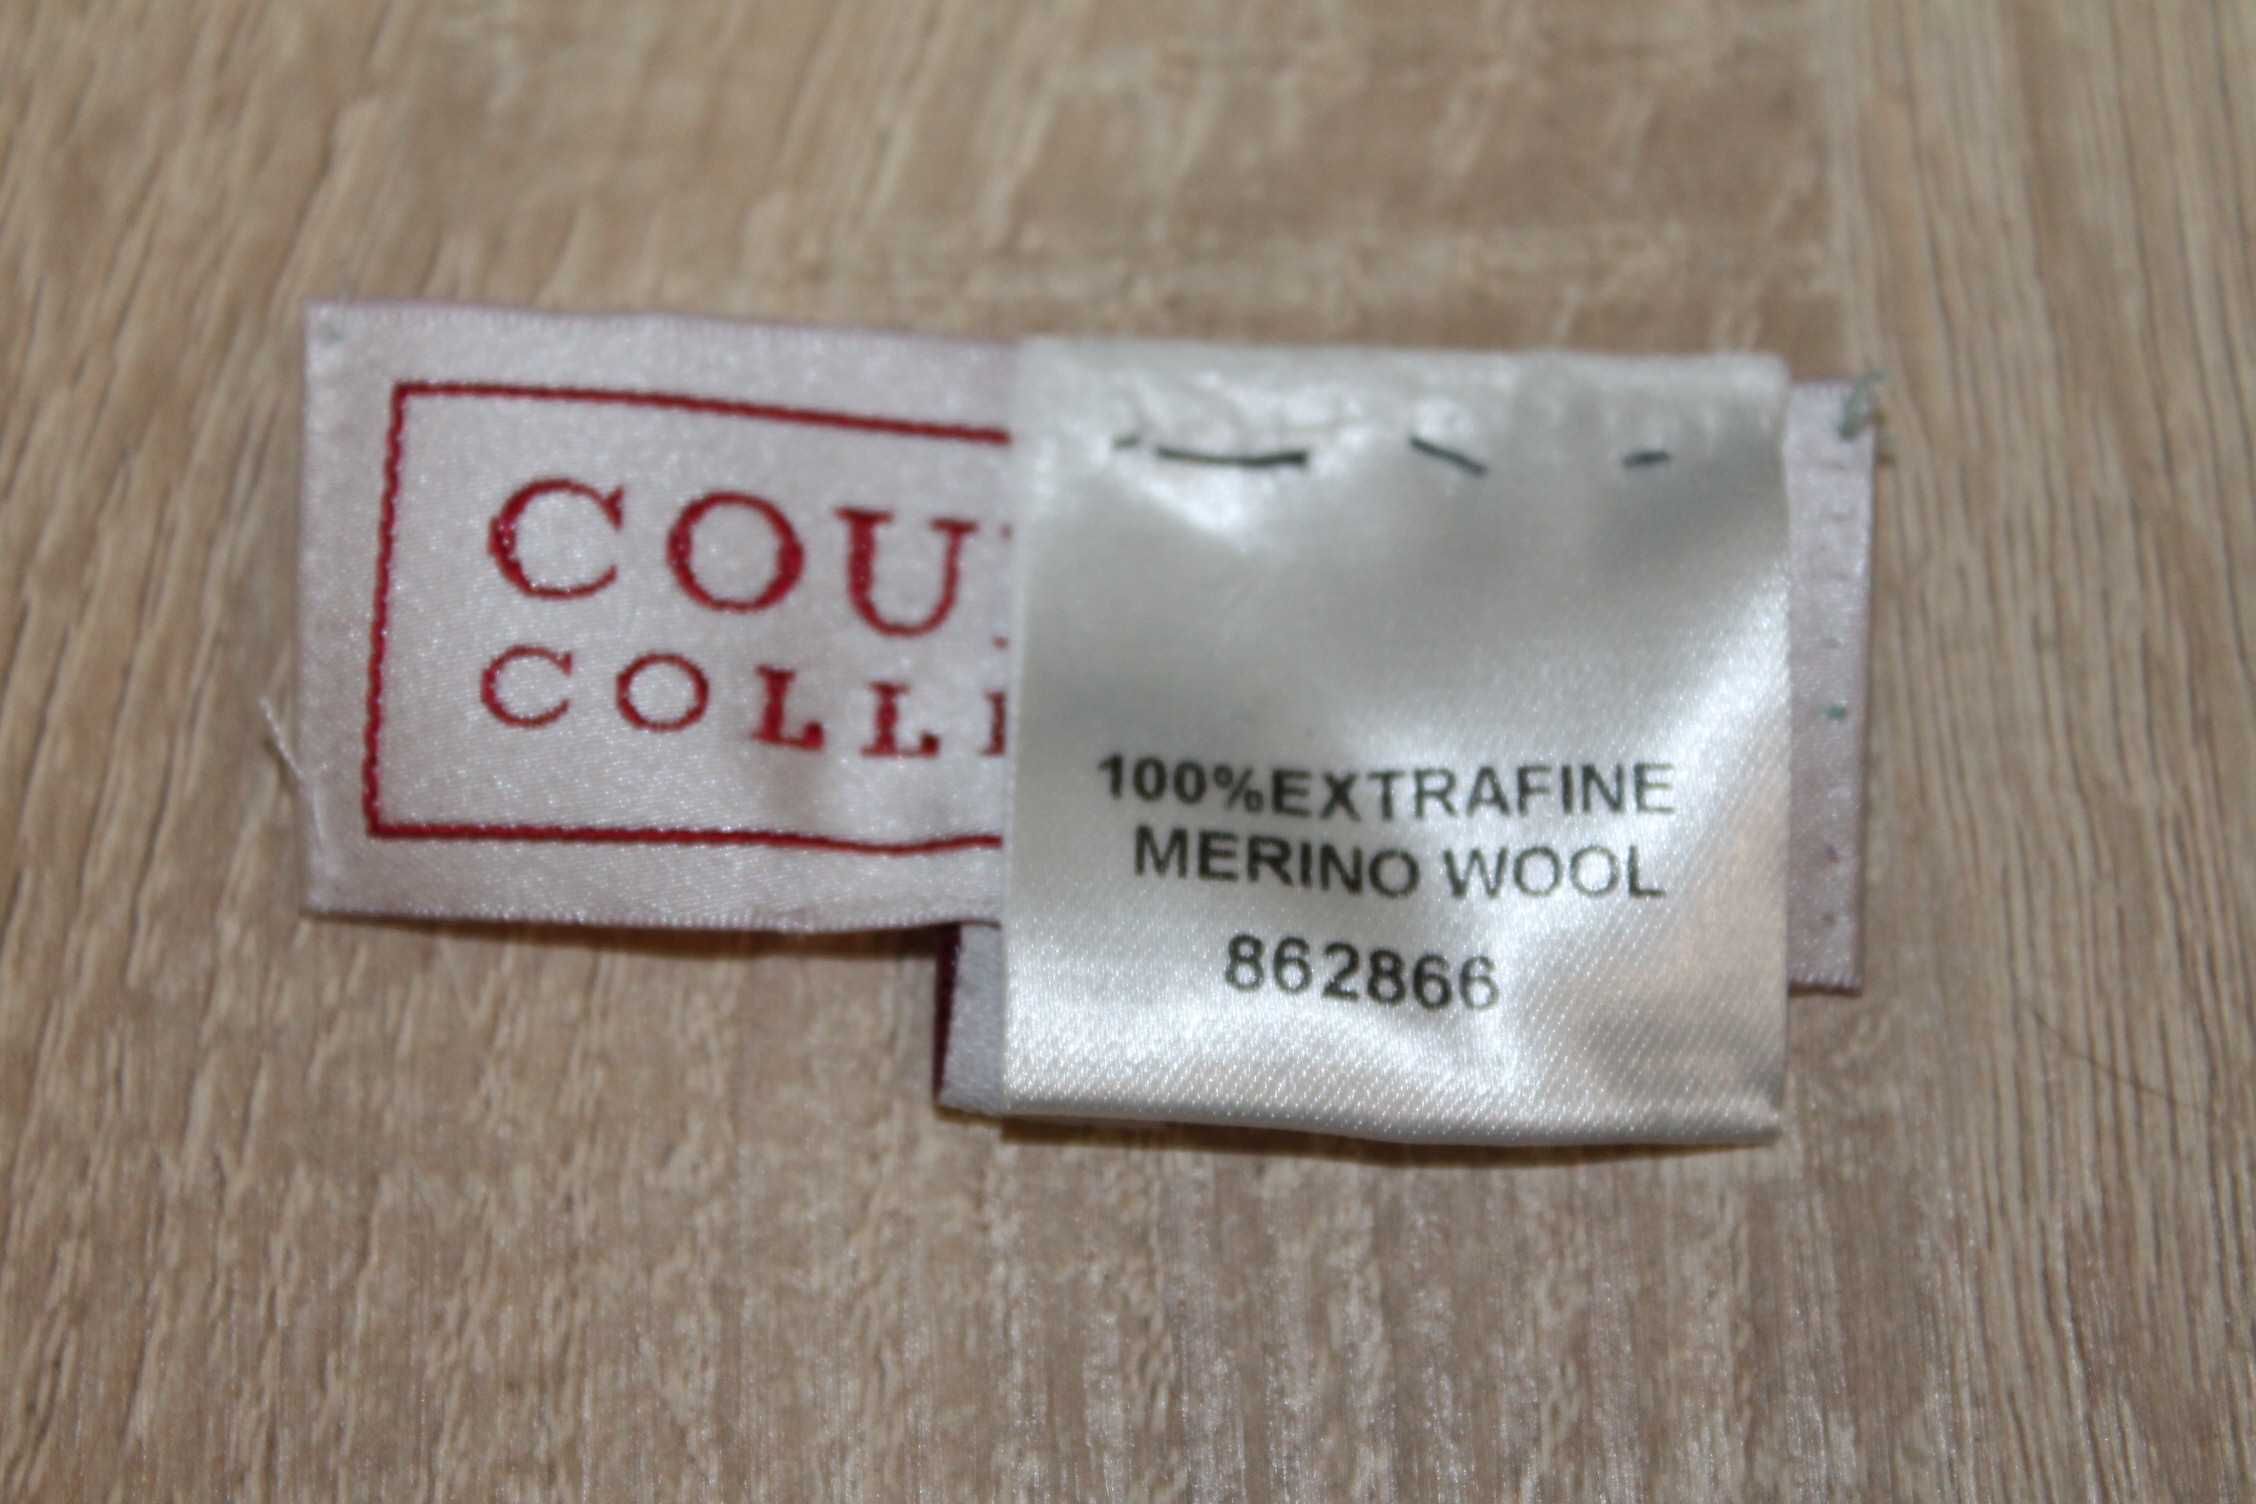 COU
COLL
100%EXTRAFINE
MERINO WOOL
862866